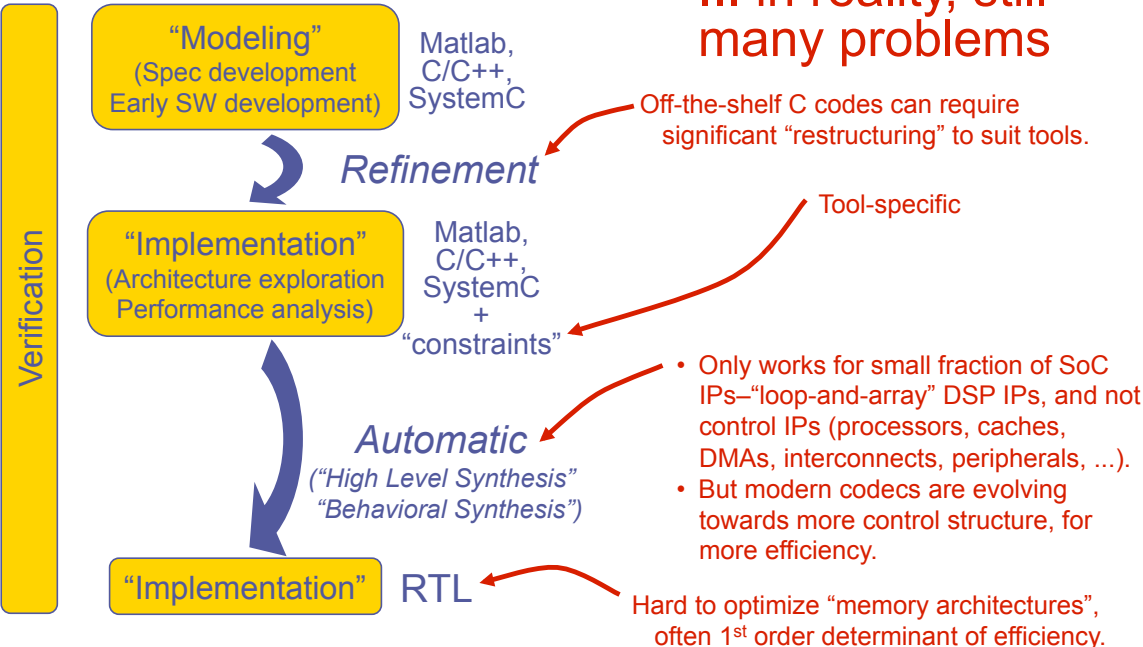 ... in reality, still
many problems
“Modeling”
(Spec development
Early SW development)
Matlab,
C/C++,
SystemC
Off-the-shelf C codes can require
significant “restructuring” to suit tools.
Refinement
Tool-specific
Verification
“Implementation”
(Architecture exploration
Performance analysis)
Matlab,
C/C++,
SystemC
+
“constraints”
• Only works for small fraction of SoC
IPs–“loop-and-array” DSP IPs, and not
control IPs (processors, caches,
DMAs, interconnects, peripherals, ...).
• But modern codecs are evolving
towards more control structure, for
more efficiency.
Automatic
(“High Level Synthesis”
“Behavioral Synthesis”)
“Implementation”
RTL
Hard to optimize “memory architectures”,
often 1st order determinant of efficiency.